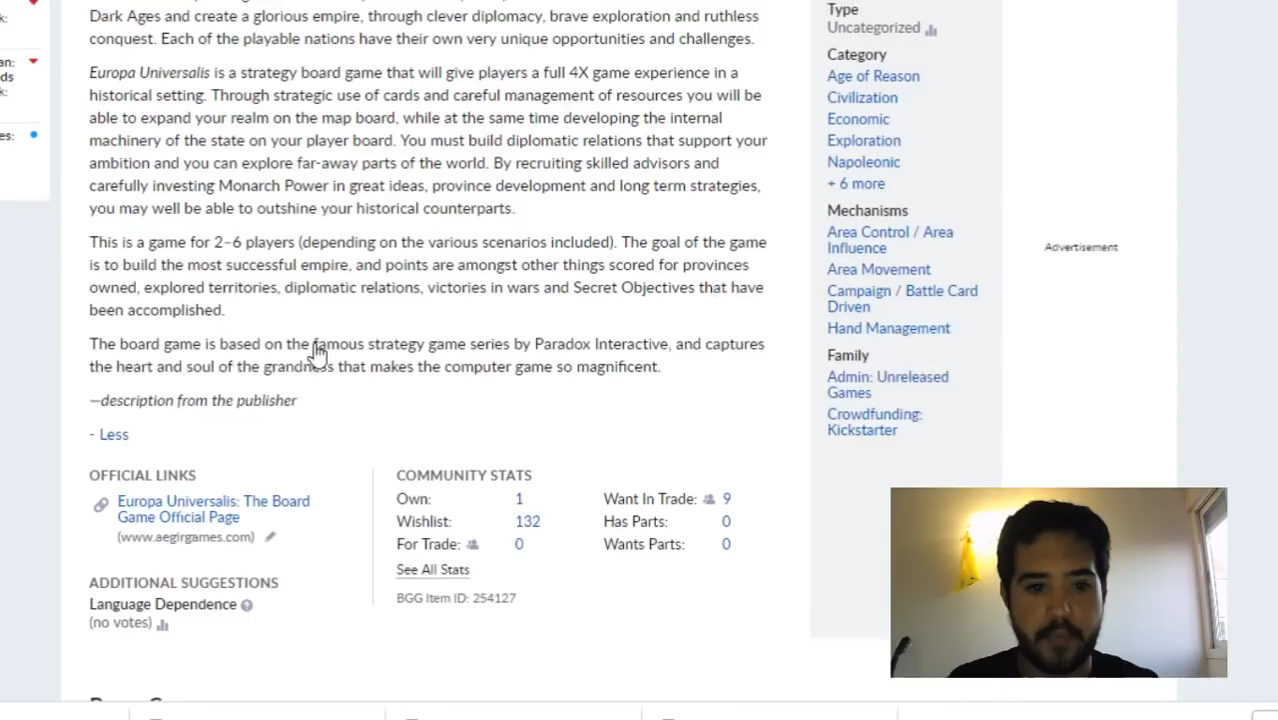 Dark Ages and create a glorious empire, through clever diplomacy, brave exploration and ruthless
conquest. Each of the playable nations have their own very unique opportunities and challenges.
Europa Universalis is a strategy board game that will give players a full 4X game experience in a
historical setting. Through strategic use of cards and careful management of resources you will be
able to expand your realm on the map board, while at the same time developing the internal
machinery of the state on your player board. You must build diplomatic relations that support your
ambition and you can explore far-away parts of the world. By recruiting skilled advisors and
carefully investing Monarch Power in great ideas, province development and long term strategies,
you may well be able to outshine your historical counterparts.
This is a game for 2–6 players (depending on the various scenarios included). The goal of the game
is to build the most successful empire, and points are amongst other things scored for provinces
owned, explored territories, diplomatic relations, victories in wars and Secret Objectives that have
been accomplished.
The board game is based on the famous strategy game series by Paradox Interactive, and captures
the heart and soul of the grandness that makes the computer game so magnificent.
—description from the publisher
- Less
OFFICIAL LINKS
Europa Universalis: The Board
Game Official Page
(www.aegirgames.com)
ADDITIONAL SUGGESTIONS
Language Dependence
(no votes)
COMMUNITY STATS
Own: 1
Wishlist: 132
For Trade: 0
Want In Trade: 9
Has Parts: 0
Wants Parts: 0
See All Stats
BGG Item ID: 254127
Type
Uncategorized
Category
Age of Reason
Civilization
Economic
Exploration
Napoleonic
+ 6 more
Mechanisms
Area Control / Area
Influence
Area Movement
Campaign / Battle Card
Driven
Hand Management
Family
Admin: Unreleased
Games
Crowdfunding:
Kickstarter
Advertisement